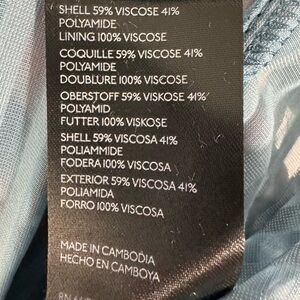 SHELL 59% VISCOSE 41%
POLYAMIDE
LINING 100% VISCOSE
COQUILLE 59% VISCOSE 41%
POLYAMIDE
DOUBLURE 100% VISCOSE
OBERSTOFF 59% VISKOSE 41%
POLYAMID
FUTTER 100% VISKOSE
SHELL 59% VISCOSA 41%
POLIAMMIDE
FODERA 100% VISCOSA
EXTERIOR 59% VISCOSA 41%
POLIAMIDA
FORRO 100% VISCOSA
MADE IN CAMBODIA
HECHO EN CAMBOYA